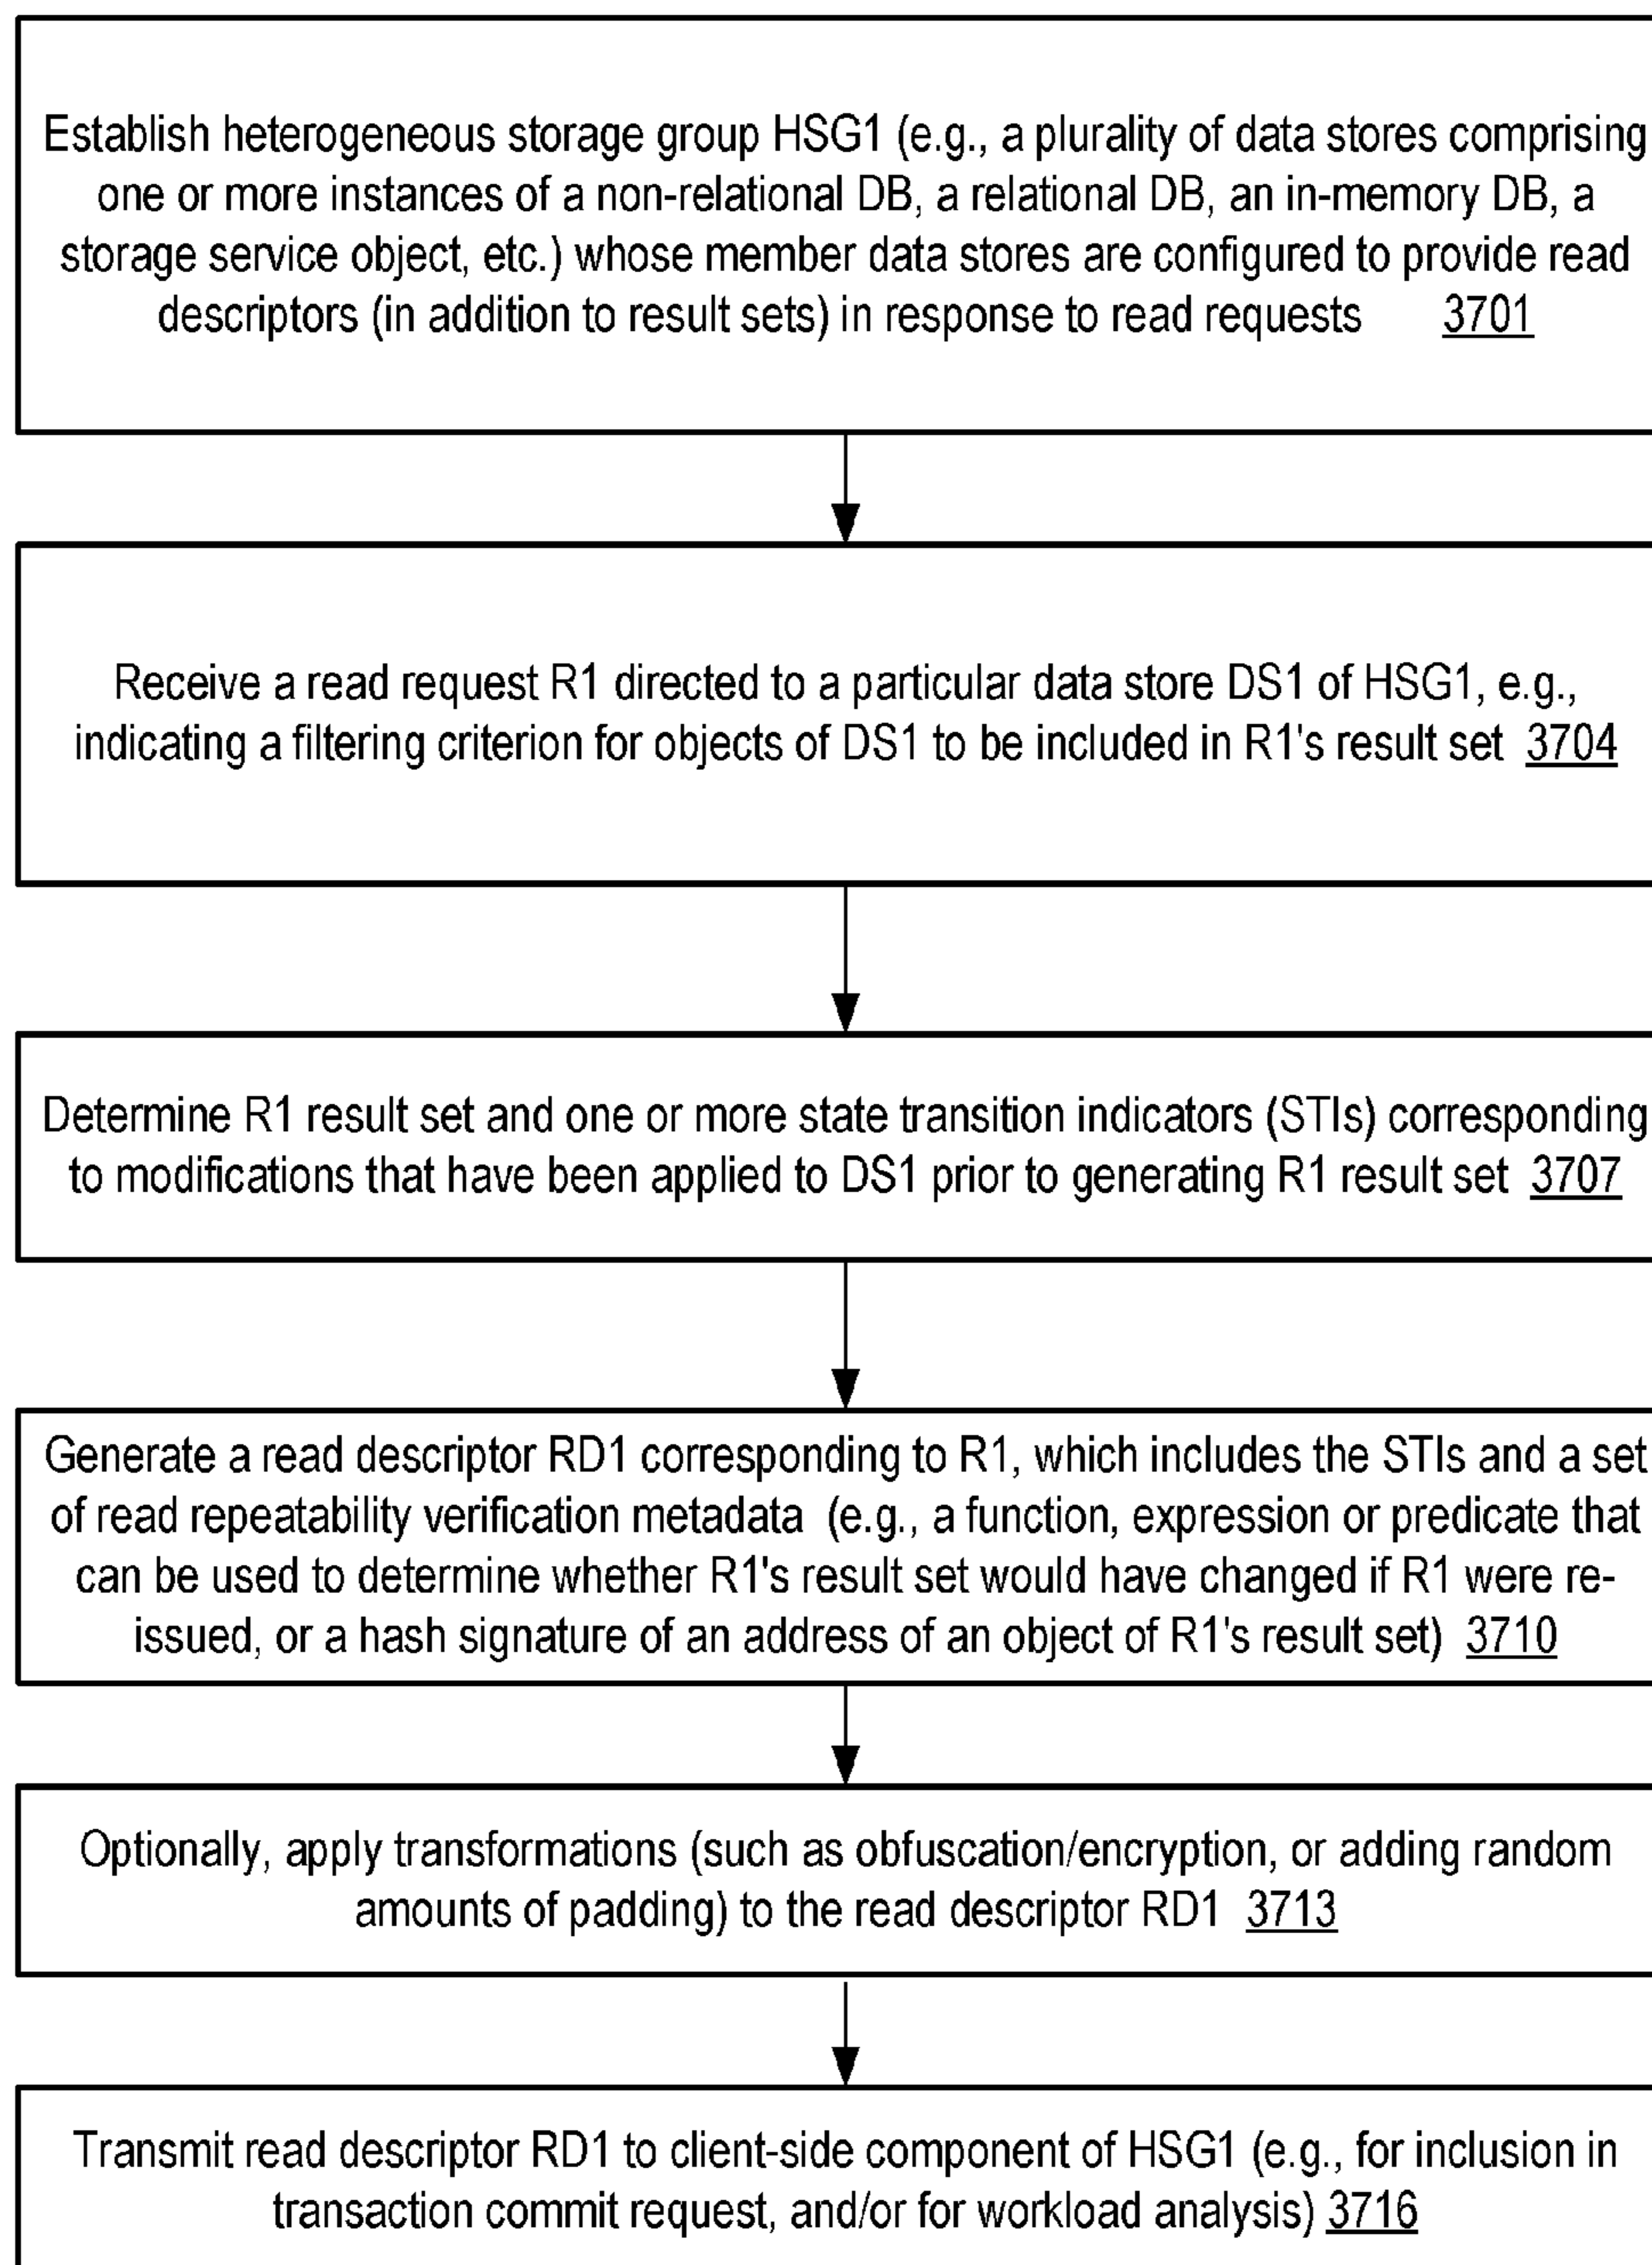 Establish heterogeneous storage group HSG1 (e.g., a plurality of data stores comprising
one or more instances of a non-relational DB, a relational DB, an in-memory DB, a
storage service object, etc.) whose member data stores are configured to provide read
descriptors (in addition to result sets) in response to read requests 3701
Receive a read request R1 directed to a particular data store DS1 of HSG1, e.g.,
indicating a filtering criterion for objects of DS1 to be included in R1's result set 3704
Determine R1 result set and one or more state transition indicators (STIs) corresponding
to modifications that have been applied to DS1 prior to generating R1 result set 3707
Generate a read descriptor RD1 corresponding to R1, which includes the STIs and a set
of read repeatability verification metadata (e.g., a function, expression or predicate that
can be used to determine whether R1's result set would have changed if R1 were re-
issued, or a hash signature of an address of an object of R1's result set) 3710
Optionally, apply transformations (such as obfuscation/encryption, or adding random
amounts of padding) to the read descriptor RD1 3713
Transmit read descriptor RD1 to client-side component of HSG1 (e.g., for inclusion in
transaction commit request, and/or for workload analysis) 3716